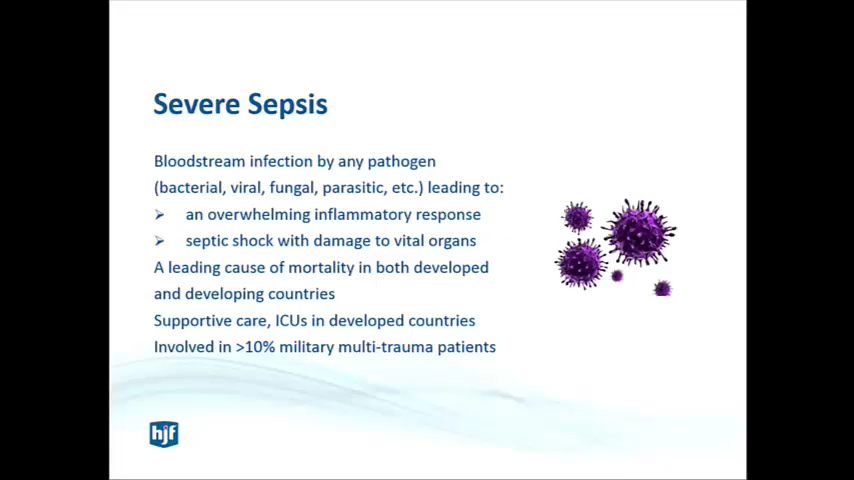 Severe Sepsis
Bloodstream infection by any pathogen
(bacterial, viral, fungal, parasitic, etc.) leading to:
➢ an overwhelming inflammatory response
➢ septic shock with damage to vital organs
A leading cause of mortality in both developed
and developing countries
Supportive care, ICUs in developed countries
Involved in >10% military multi-trauma patients
hjf